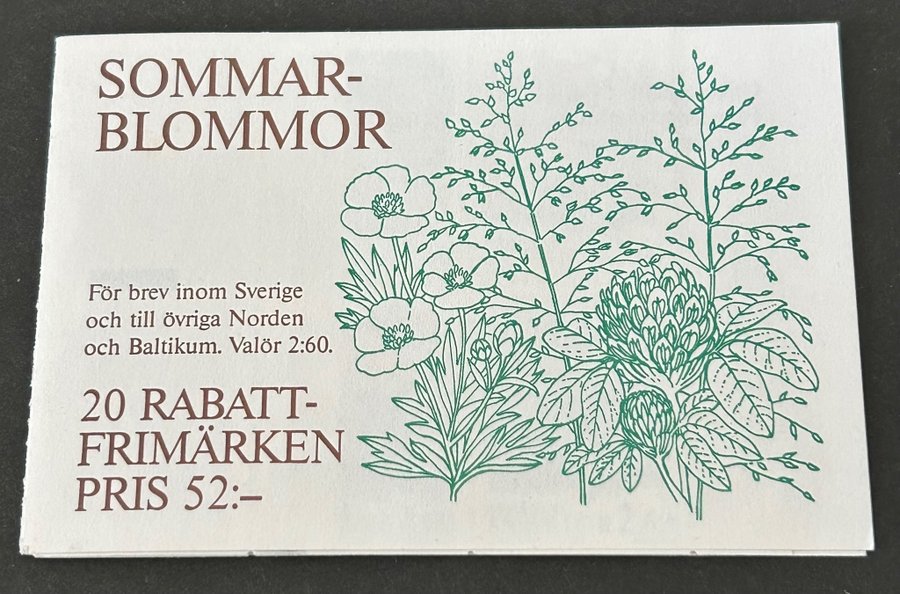 SOMMAR-
BLOMMOR
För brev inom Sverige
och till övriga Norden
och Baltikum. Valör 2:60.
20 RABATT-
FRIMÄRKEN
PRIS 52:–